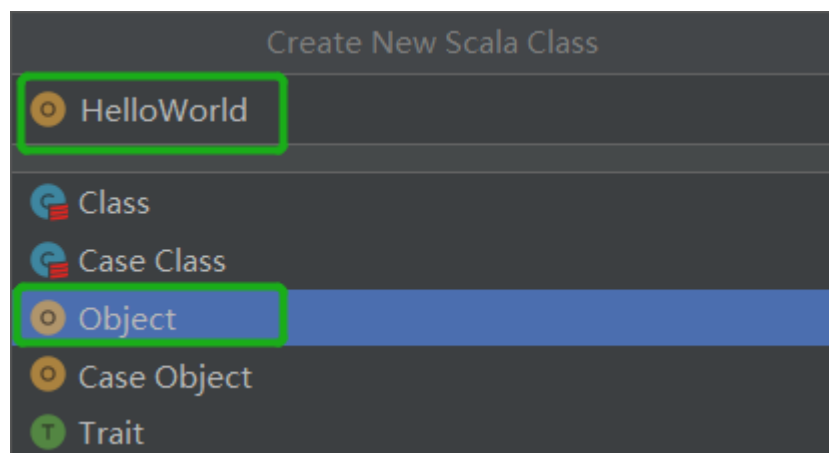 Create New Scala Class
HelloWorld
Class
Case Class
Object
Case Object
Trait